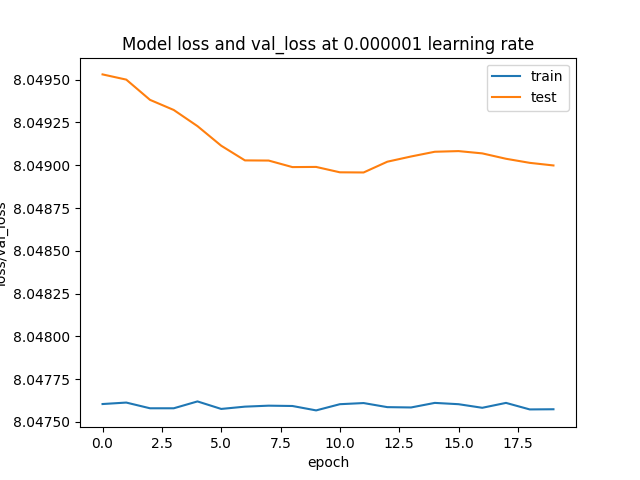 Model loss and val_loss at 0.000001 learning rate
train
test
8.04950
8.04925
8.04900
8.04875
8.04850
8.04825
8.04800
8.04775
8.04750
loss/val_loss
0.0 2.5 5.0 7.5 10.0 12.5 15.0 17.5
epoch